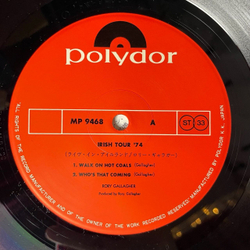 polydor
MP 9468
A
ST 33
IRISH TOUR '74
1. WALK ON HOT COALS (Gallagher)
2. WHO'S THAT COMING (Gallagher)
RORY GALLAGHER
Produced by Rory Gallagher
ALL RIGHTS OF THE RECORD MANUFACTURER AND OF THE OWNER OF THE WORK RECORDED RESERVED MANUFACTURED BY POLYDOR K.K. JAPAN